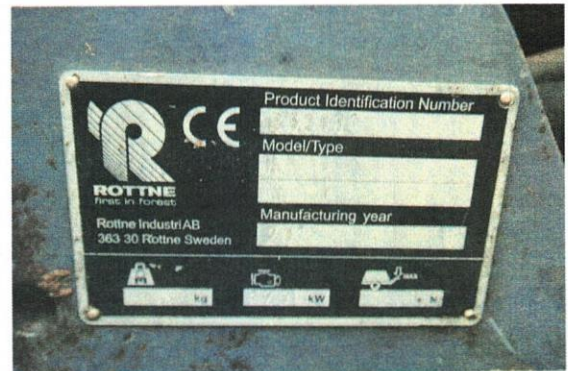 CE
Product Identification Number
Model/Type
ROTTNE
first in forest
Manufacturing year
Rottne Industri AB
363 30 Rottne Sweden
kg
kW
MAX
N